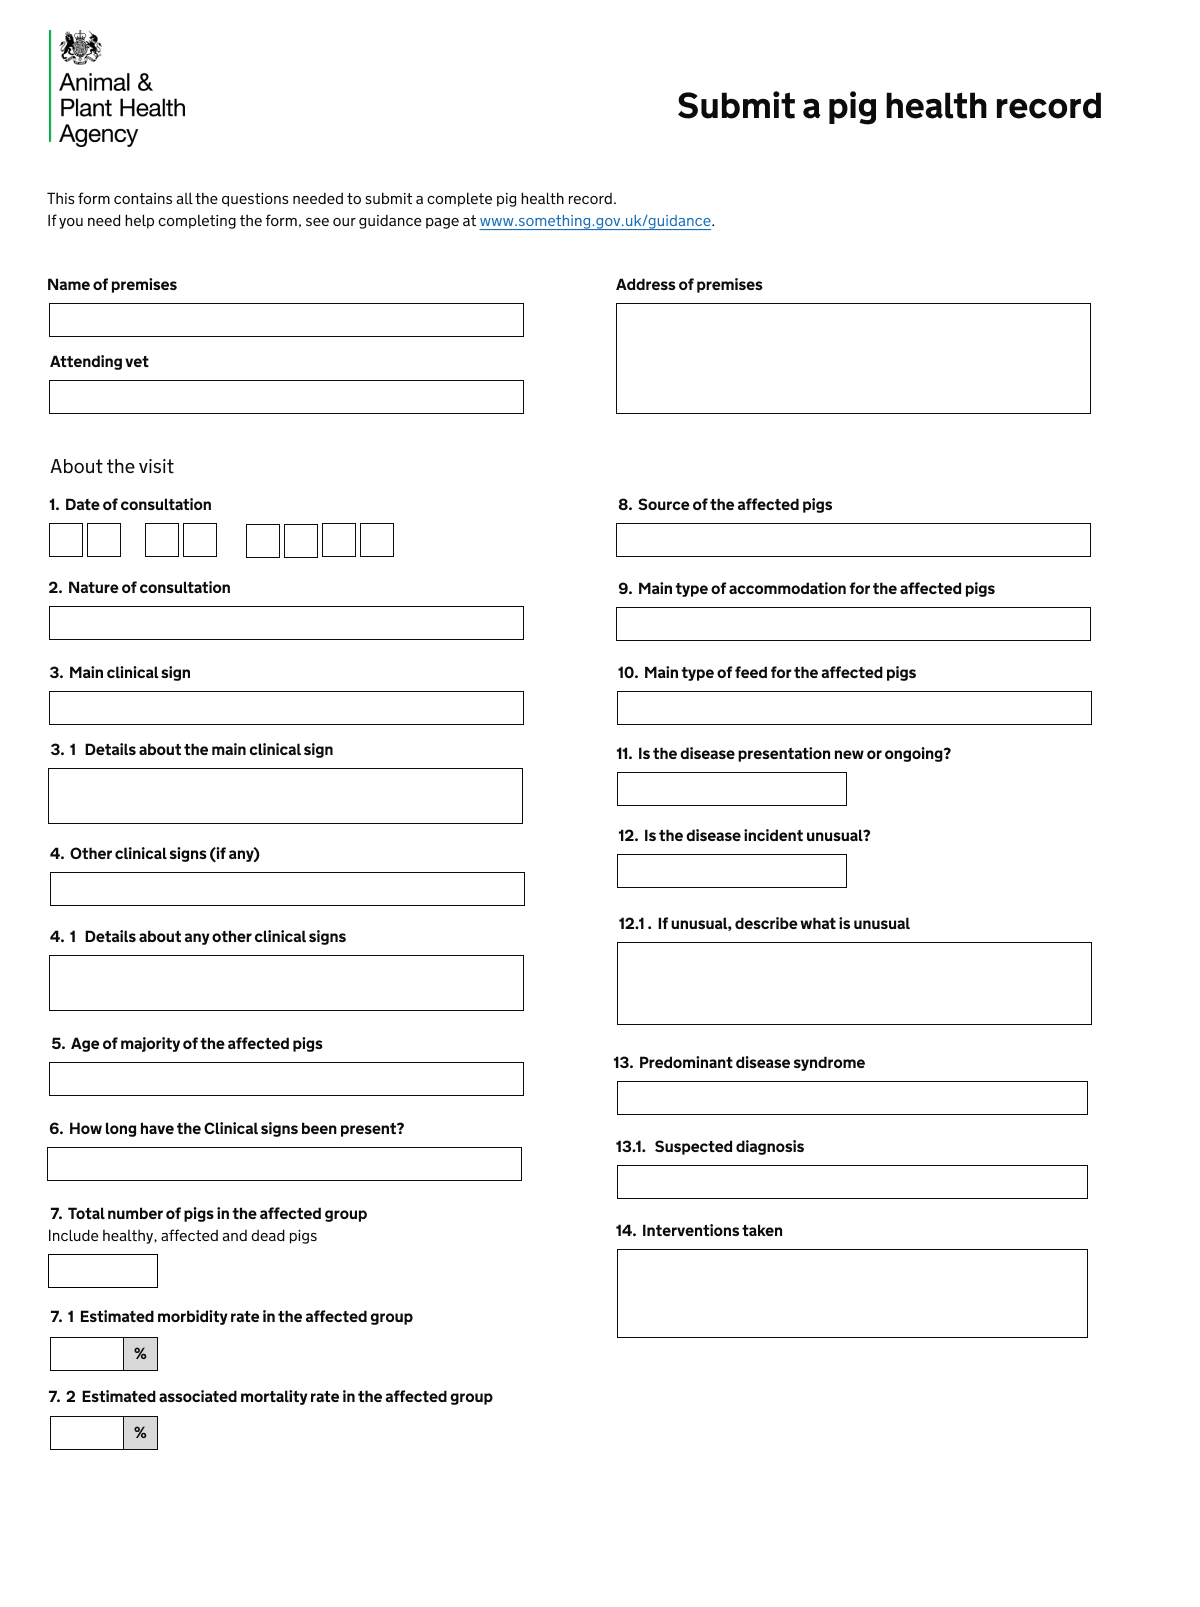 Animal &
Plant Health
Agency
Submit a pig health record
This form contains all the questions needed to submit a complete pig health record.
If you need help completing the form, see our guidance page at www.something.gov.uk/guidance.
Name of premises
Attending vet
Address of premises
About the visit
1. Date of consultation
2. Nature of consultation
3. Main clinical sign
3. 1 Details about the main clinical sign
4. Other clinical signs (if any)
4. 1 Details about any other clinical signs
5. Age of majority of the affected pigs
6. How long have the Clinical signs been present?
7. Total number of pigs in the affected group
Include healthy, affected and dead pigs
7. 1 Estimated morbidity rate in the affected group
%
7. 2 Estimated associated mortality rate in the affected group
%
8. Source of the affected pigs
9. Main type of accommodation for the affected pigs
10. Main type of feed for the affected pigs
11. Is the disease presentation new or ongoing?
12. Is the disease incident unusual?
12.1 . If unusual, describe what is unusual
13. Predominant disease syndrome
13.1. Suspected diagnosis
14. Interventions taken